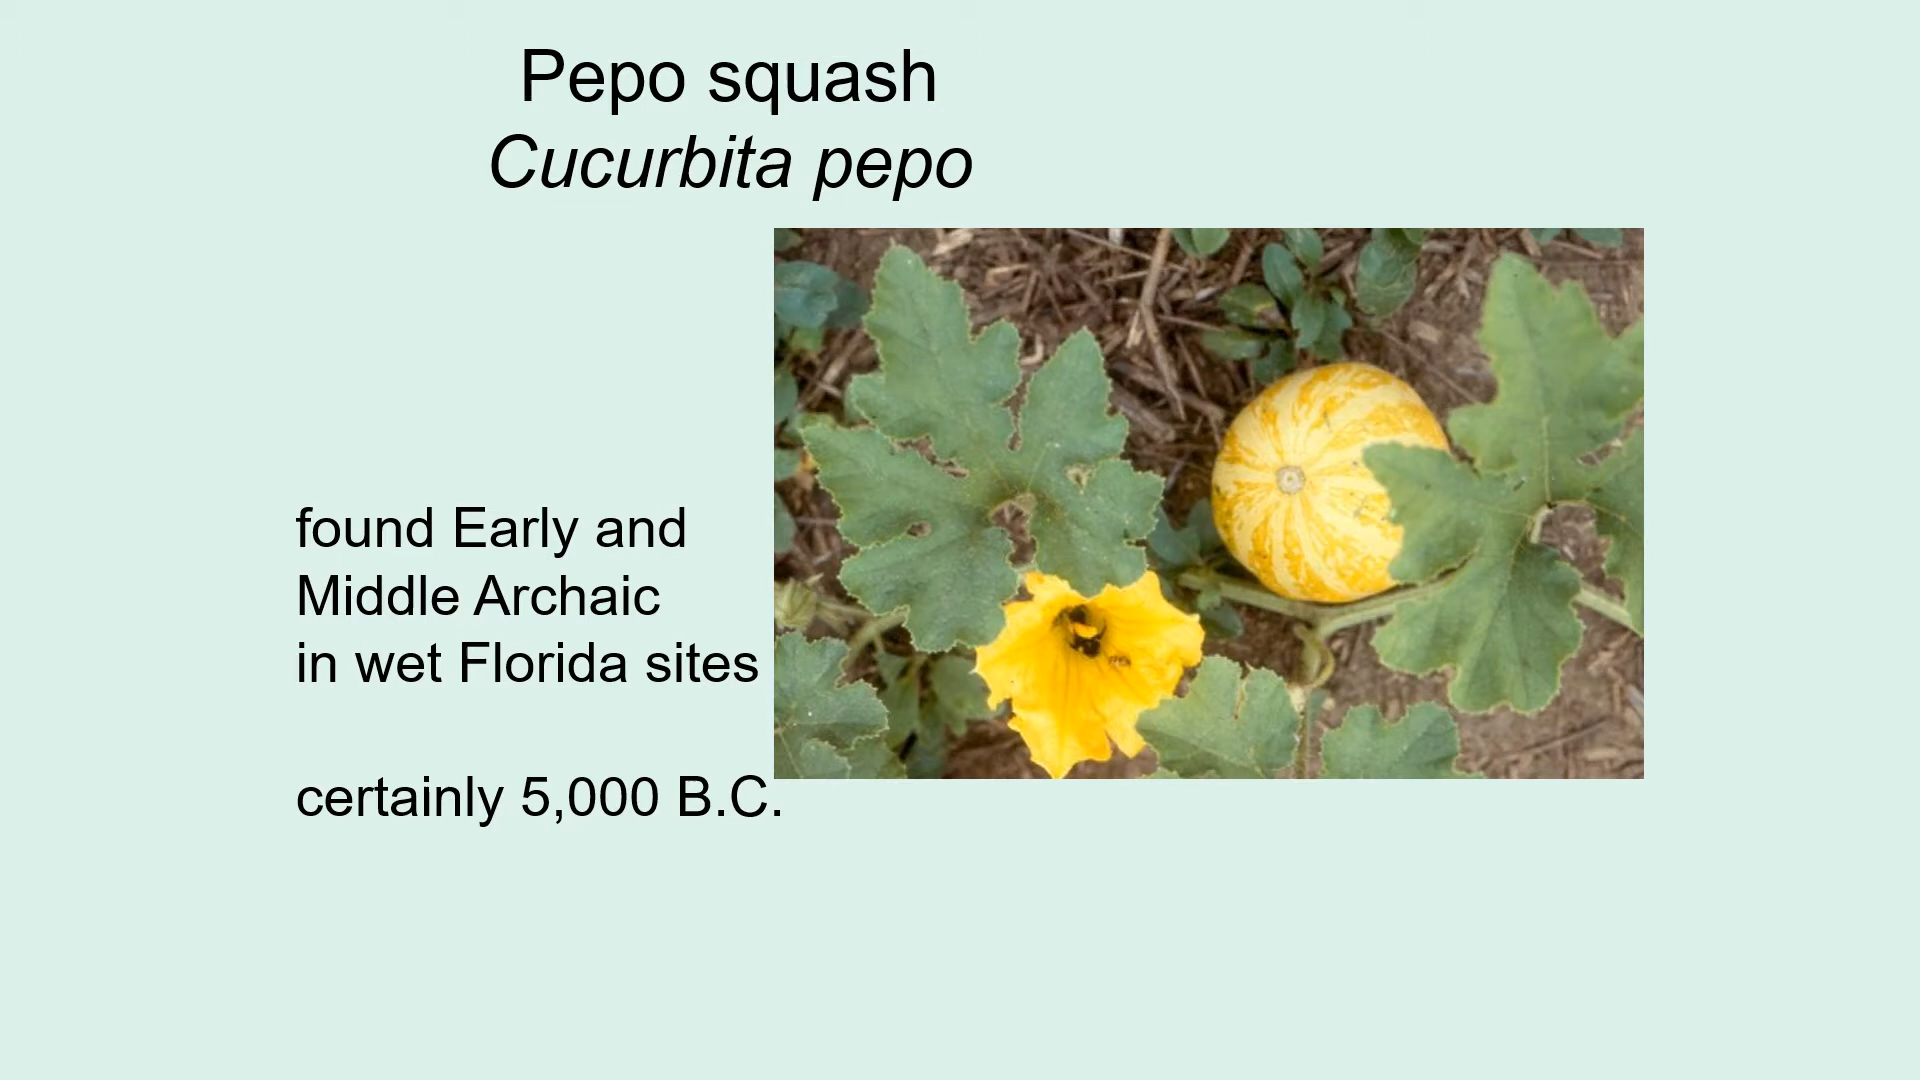 Pepo squash
Cucurbita pepo
found Early and
Middle Archaic
in wet Florida sites
certainly 5,000 B.C.